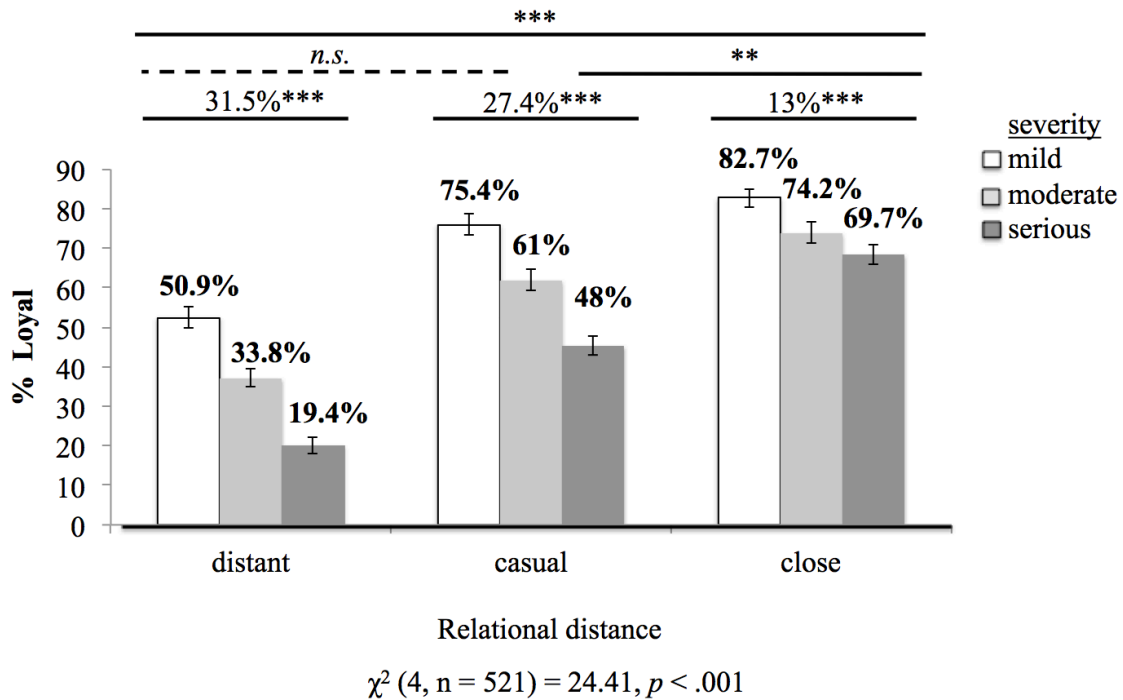 ***
n.s.
**
31.5%***
27.4%***
13%***
severity
mild
moderate
serious
% Loyal
90
80
70
60
50
40
30
20
10
0
50.9%
33.8%
19.4%
75.4%
61%
48%
82.7%
74.2%
69.7%
distant
casual
close
Relational distance
χ² (4, n = 521) = 24.41, p < .001